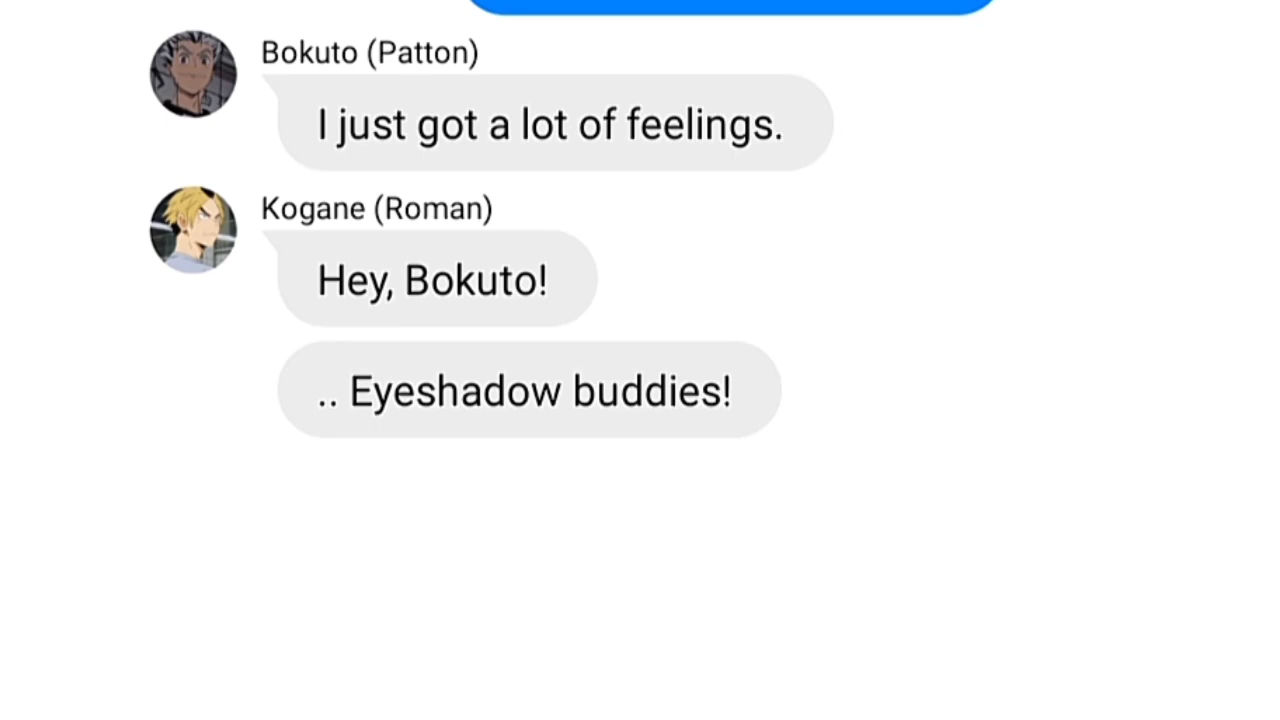 Bokuto (Patton)
I just got a lot of feelings.
Kogane (Roman)
Hey, Bokuto!
.. Eyeshadow buddies!